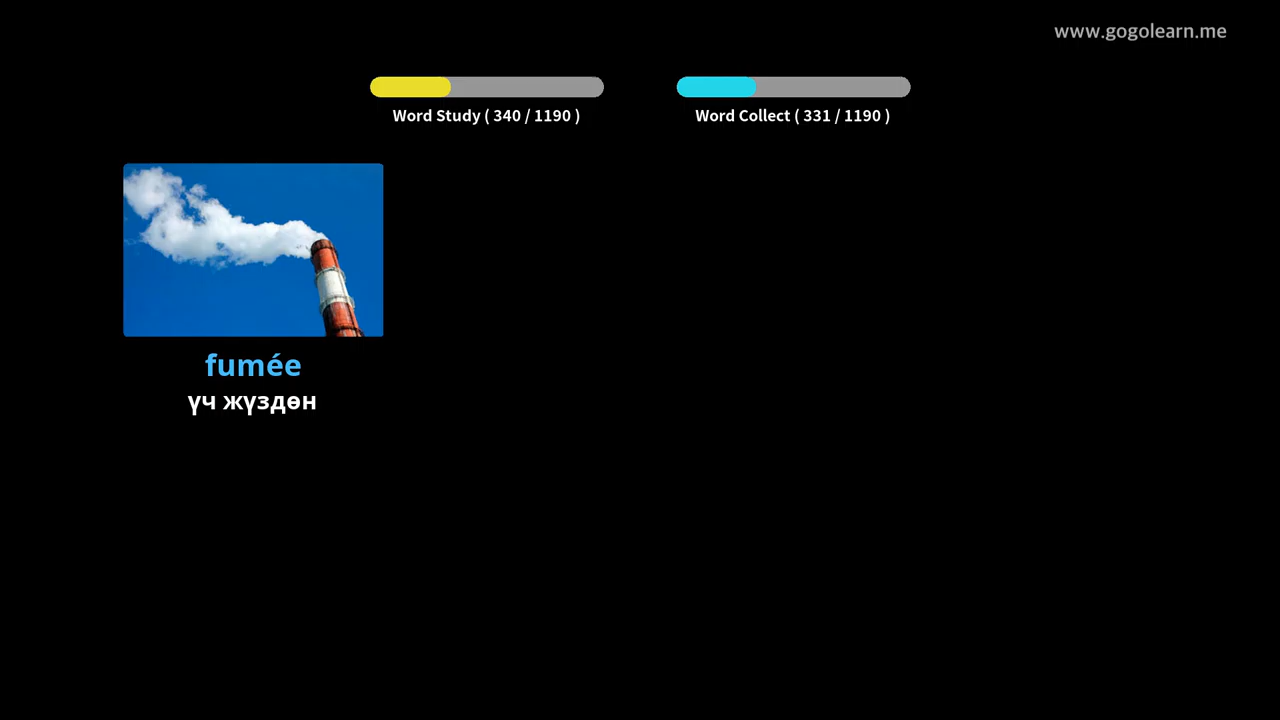 www.gogolearn.me
Word Study ( 340 / 1190 )
Word Collect ( 331 / 1190 )
fumée
үч жүздөн